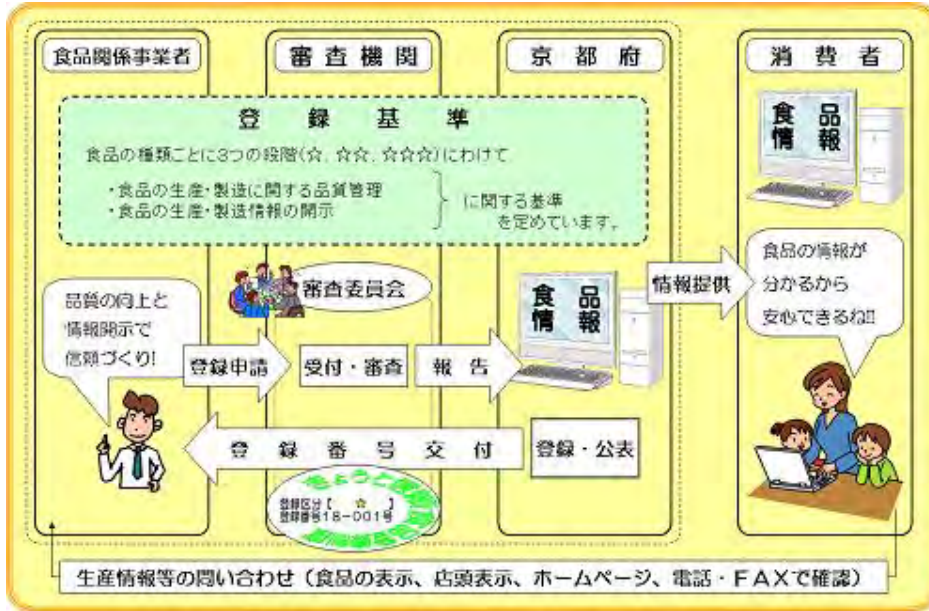 食品関係事業者
審査機関
京都府
消費者
登録基準
食品の種類ごとに3つの段階(☆, ☆☆, ☆☆☆)にわけて
・食品の生産・製造に関する品質管理
・食品の生産・製造情報の開示
に関する基準
を定めています。
食品
情報
品質の向上と
情報開示で
信頼づくり!
審査委員会
食品
情報
情報提供
食品の情報が
分かるから
安心できるね!!
登録申請
受付・審査
報告
登録番号交付
登録・公表
登録区分[ ☆ ]
登録番号18-001号
生産情報等の問い合わせ（食品の表示、店頭表示、ホームページ、電話・FAXで確認）